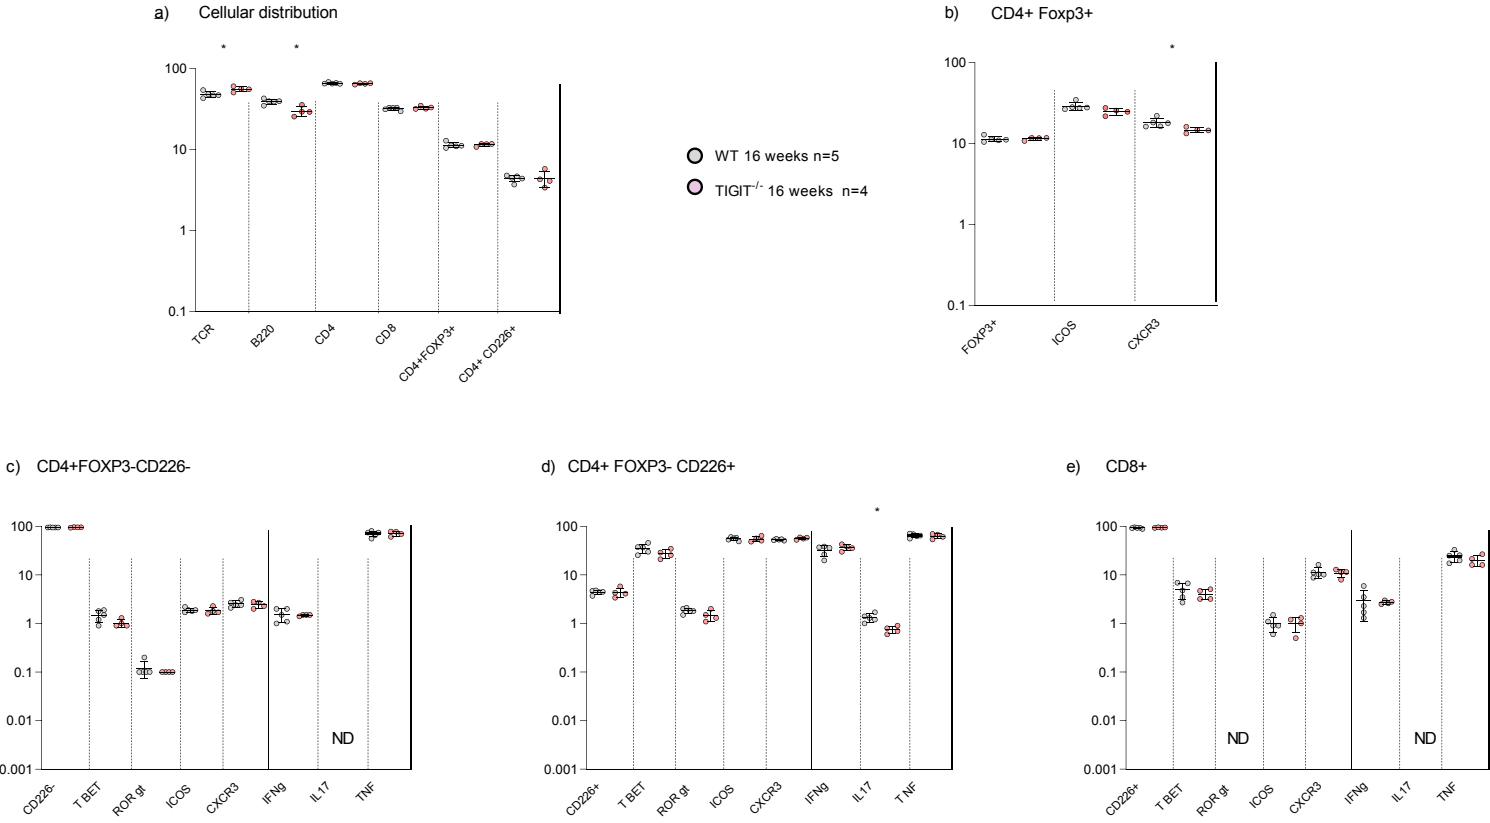 a) Cellular distribution
* *
100
10
1
0.1
TCR
B220
CD4
CD8
CD4+FOXP3+
CD4+ CD226+
WT 16 weeks n=5
TIGIT-/- 16 weeks n=4
b) CD4+ Foxp3+
*
100
10
1
0.1
FOXP3+
ICOS
CXCR3
c) CD4+FOXP3-CD226-
100
10
1
0.1
0.01
0.001
ND
CD226-
T BET
ROR gt
ICOS
CXCR3
IFNg
IL17
TNF
d) CD4+ FOXP3- CD226+
*
100
10
1
0.1
0.01
0.001
CD226+
T BET
ROR gt
ICOS
CXCR3
IFNg
IL17
T NF
e) CD8+
100
10
1
0.1
0.01
0.001
ND ND
CD226+
T BET
ROR gt
ICOS
CXCR3
IFNg
IL17
TNF